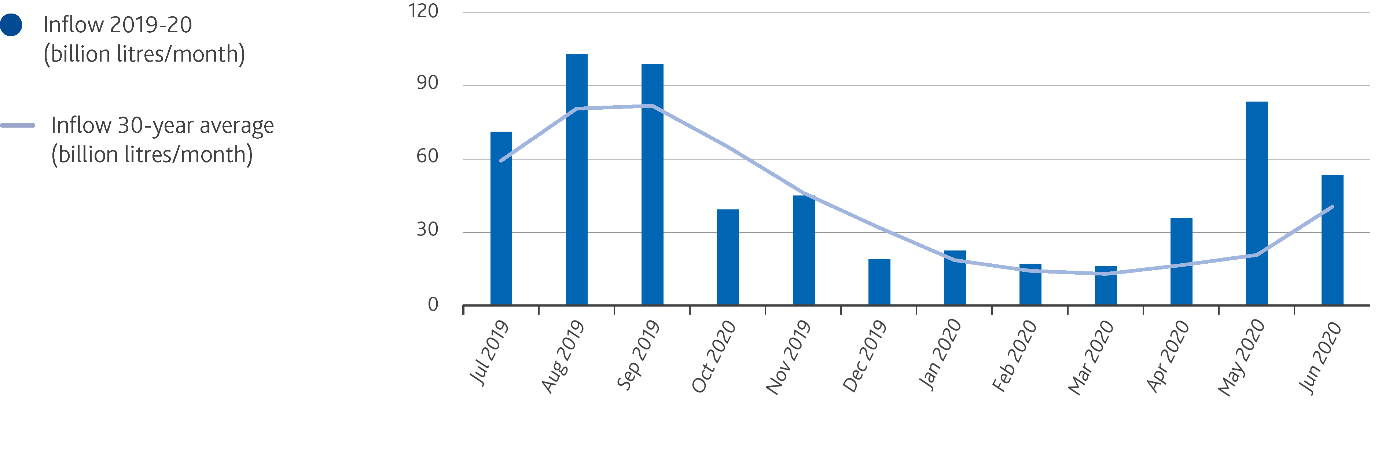 Inflow 2019-20
(billion litres/month)
Inflow 30-year average
(billion litres/month)
120
90
60
30
0
Jul 2019
Aug 2019
Sep 2019
Oct 2020
Nov 2019
Dec 2019
Jan 2020
Feb 2020
Mar 2020
Apr 2020
May 2020
Jun 2020